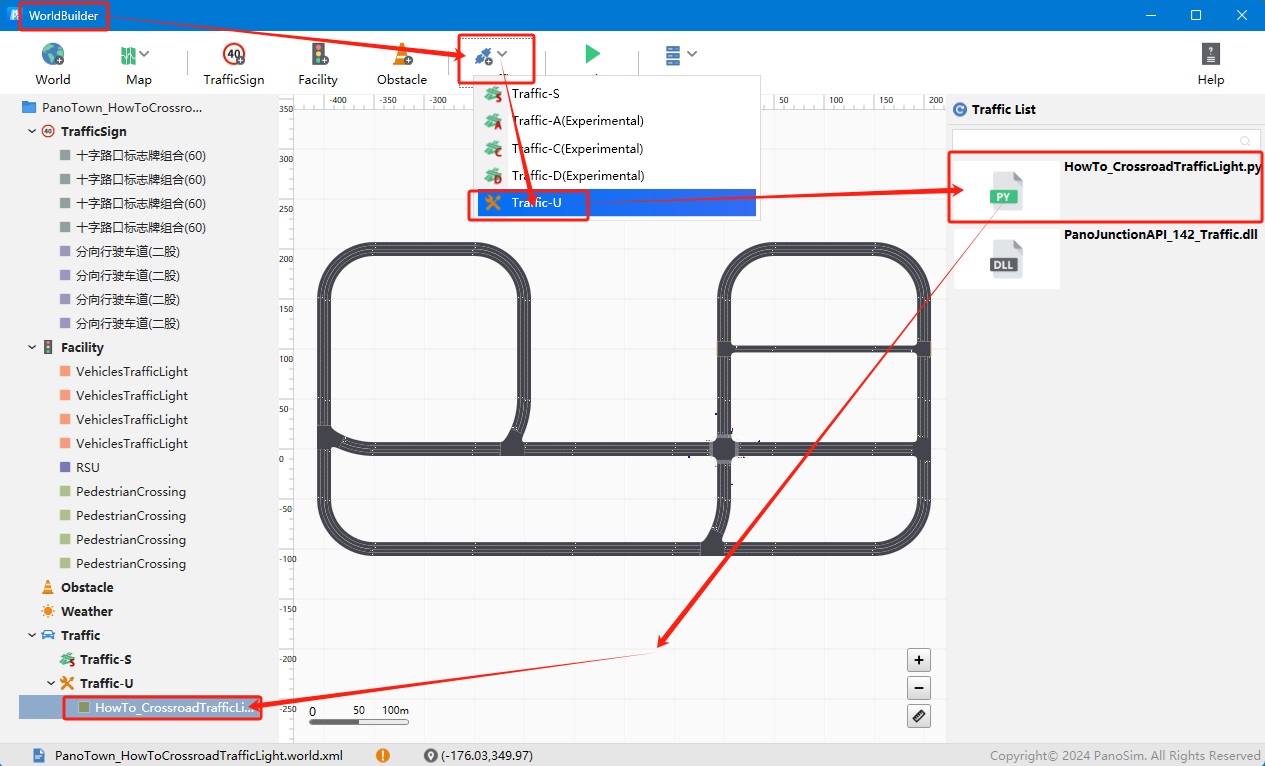 WorldBuilder
World
Map
TrafficSign
Facility
Obstacle
Help
Traffic-S
Traffic-A(Experimental)
Traffic-C(Experimental)
Traffic-D(Experimental)
Traffic-U
PanoTown_HowToCrossro...
TrafficSign
十字路口标志牌组合(60)
十字路口标志牌组合(60)
十字路口标志牌组合(60)
十字路口标志牌组合(60)
分向行驶车道(二股)
分向行驶车道(二股)
分向行驶车道(二股)
分向行驶车道(二股)
Facility
VehiclesTrafficLight
VehiclesTrafficLight
VehiclesTrafficLight
VehiclesTrafficLight
RSU
PedestrianCrossing
PedestrianCrossing
PedestrianCrossing
PedestrianCrossing
Obstacle
Weather
Traffic
Traffic-S
Traffic-U
HowTo_CrossroadTrafficLi...
-400 -350 -300 50 100 150 200
350
300
250
200
150
100
50
0
-50
-100
-150
-200
-250
0 50 100m
Traffic List
HowTo_CrossroadTrafficLight.py
PY
PanoJunctionAPI_142_Traffic.dll
DLL
PanoTown_HowToCrossroadTrafficLight.world.xml
(-176.03,349.97)
Copyright© 2024 PanoSim. All Rights Reserved